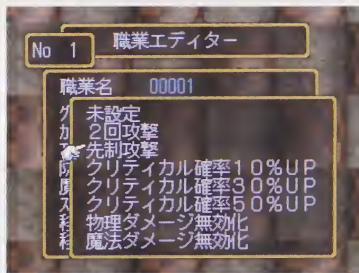 No 1
職業エディター
職業名 00001
未設定
2回攻撃
先制攻撃
クリティカル確率10%UP
クリティカル確率30%UP
クリティカル確率50%UP
物理ダメージ無効化
魔法ダメージ無効化